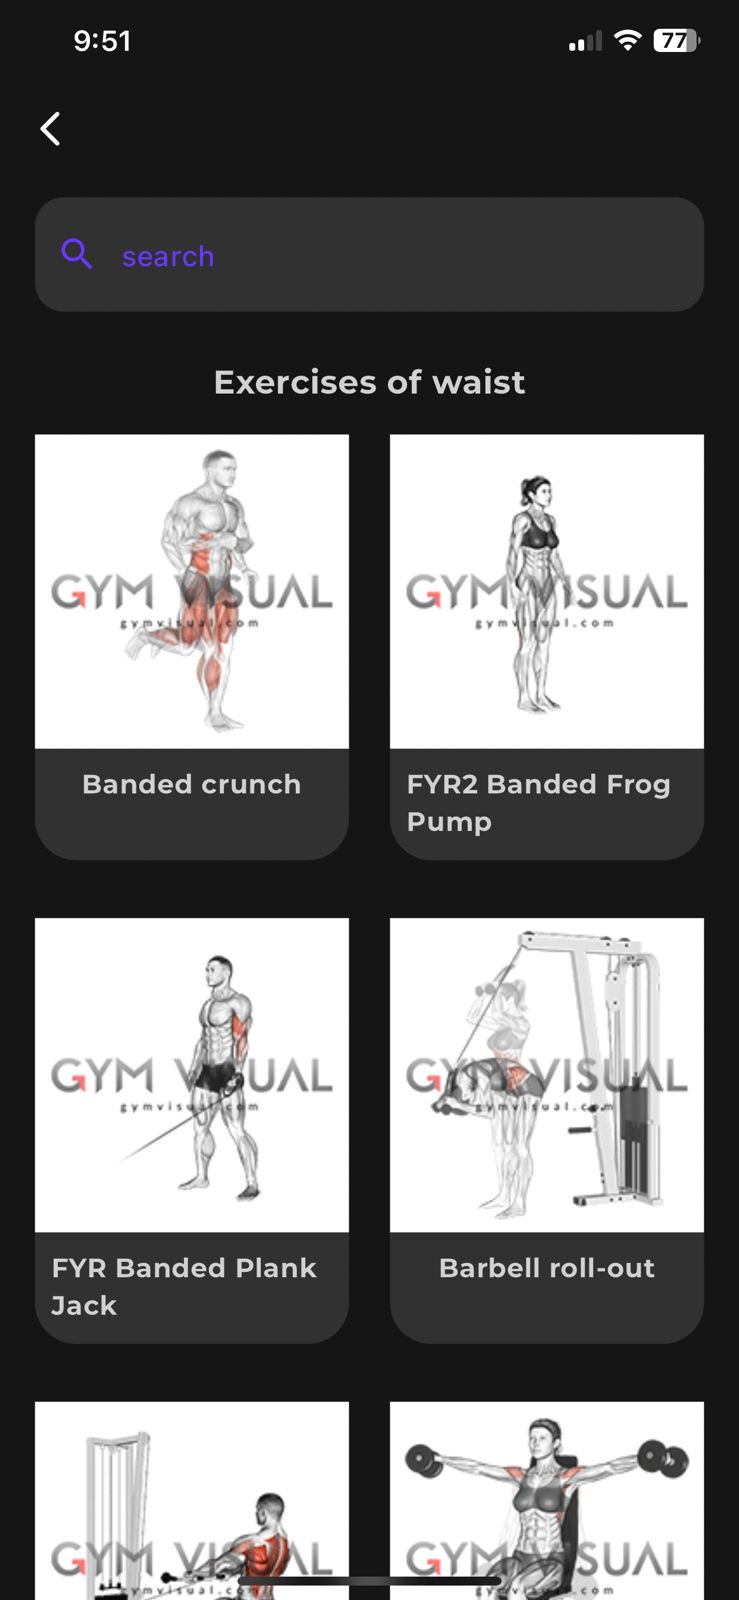 9:51
77
search
Exercises of waist
GYM VISUAL
gymvisual.com
GYM VISUAL
gymvisual.com
Banded crunch
FYR2 Banded Frog
Pump
GYM VISUAL
gymvisual.com
GYM VISUAL
gymvisual.com
FYR Banded Plank
Jack
Barbell roll-out
GYM VISUAL
gymvisual.com
GYM VISUAL
gymvisual.com